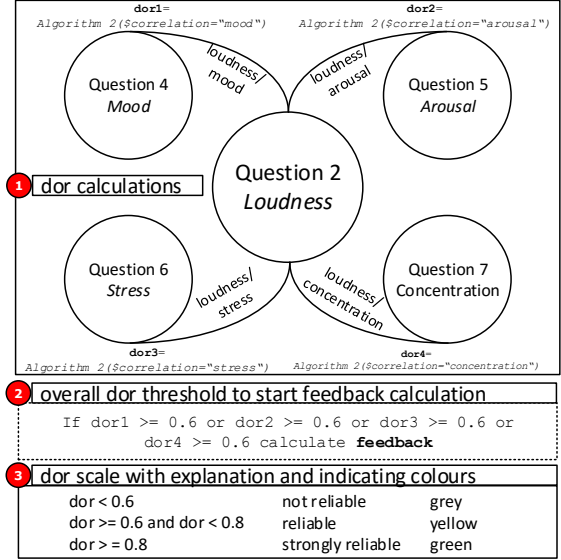 dor1=
Algorithm 2($correlation="mood")
dor2=
Algorithm 2($correlation="arousal")
Question 4
Mood
loudness/
mood
loudness/
arousal
Question 5
Arousal
Question 2
Loudness
1 dor calculations
Question 6
Stress
loudness/
stress
loudness/
concentration
Question 7
Concentration
dor3=
Algorithm 2($correlation="stress")
dor4=
Algorithm 2($correlation="concentration")
2 overall dor threshold to start feedback calculation
If dor1 >= 0.6 or dor2 >= 0.6 or dor3 >= 0.6 or
dor4 >= 0.6 calculate feedback
3 dor scale with explanation and indicating colours
dor < 0.6 not reliable grey
dor >= 0.6 and dor < 0.8 reliable yellow
dor > = 0.8 strongly reliable green